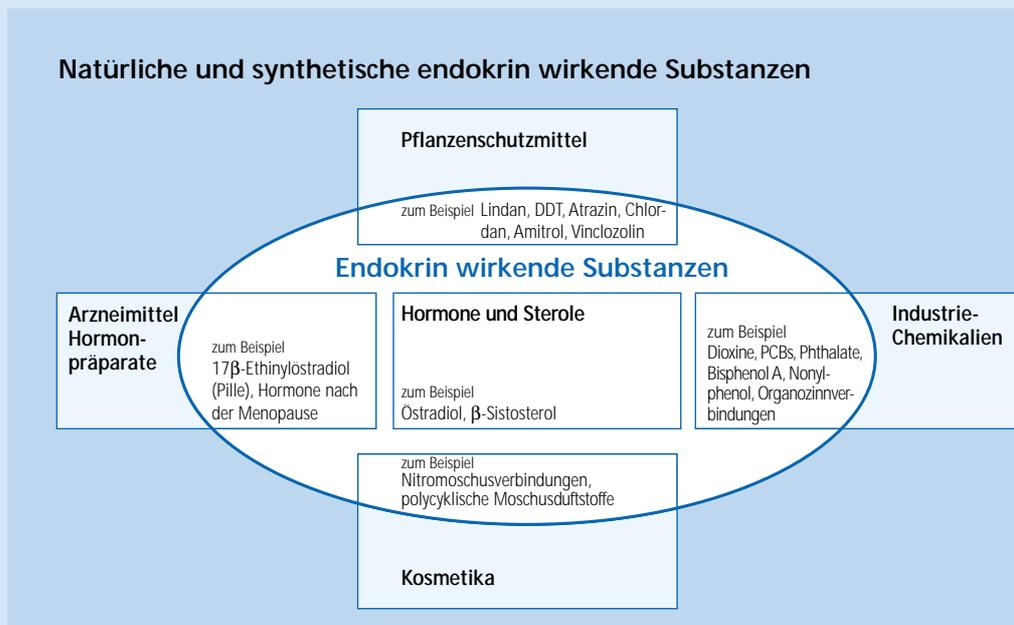 Natürliche und synthetische endokrin wirkende Substanzen
Pflanzenschutzmittel
zum Beispiel Lindan, DDT, Atrazin, Chlor-
dan, Amitrol, Vinclozolin
Endokrin wirkende Substanzen
Arzneimittel
Hormon-
präparate
zum Beispiel
17β-Ethinylöstradiol
(Pille), Hormone nach
der Menopause
Hormone und Sterole
zum Beispiel
Östradiol, β-Sistosterol
zum Beispiel
Dioxine, PCBs, Phthalate,
Bisphenol A, Nonyl-
phenol, Organozinnver-
bindungen
Industrie-
Chemikalien
zum Beispiel
Nitromoschusverbindungen,
polycyklische Moschusduftstoffe
Kosmetika